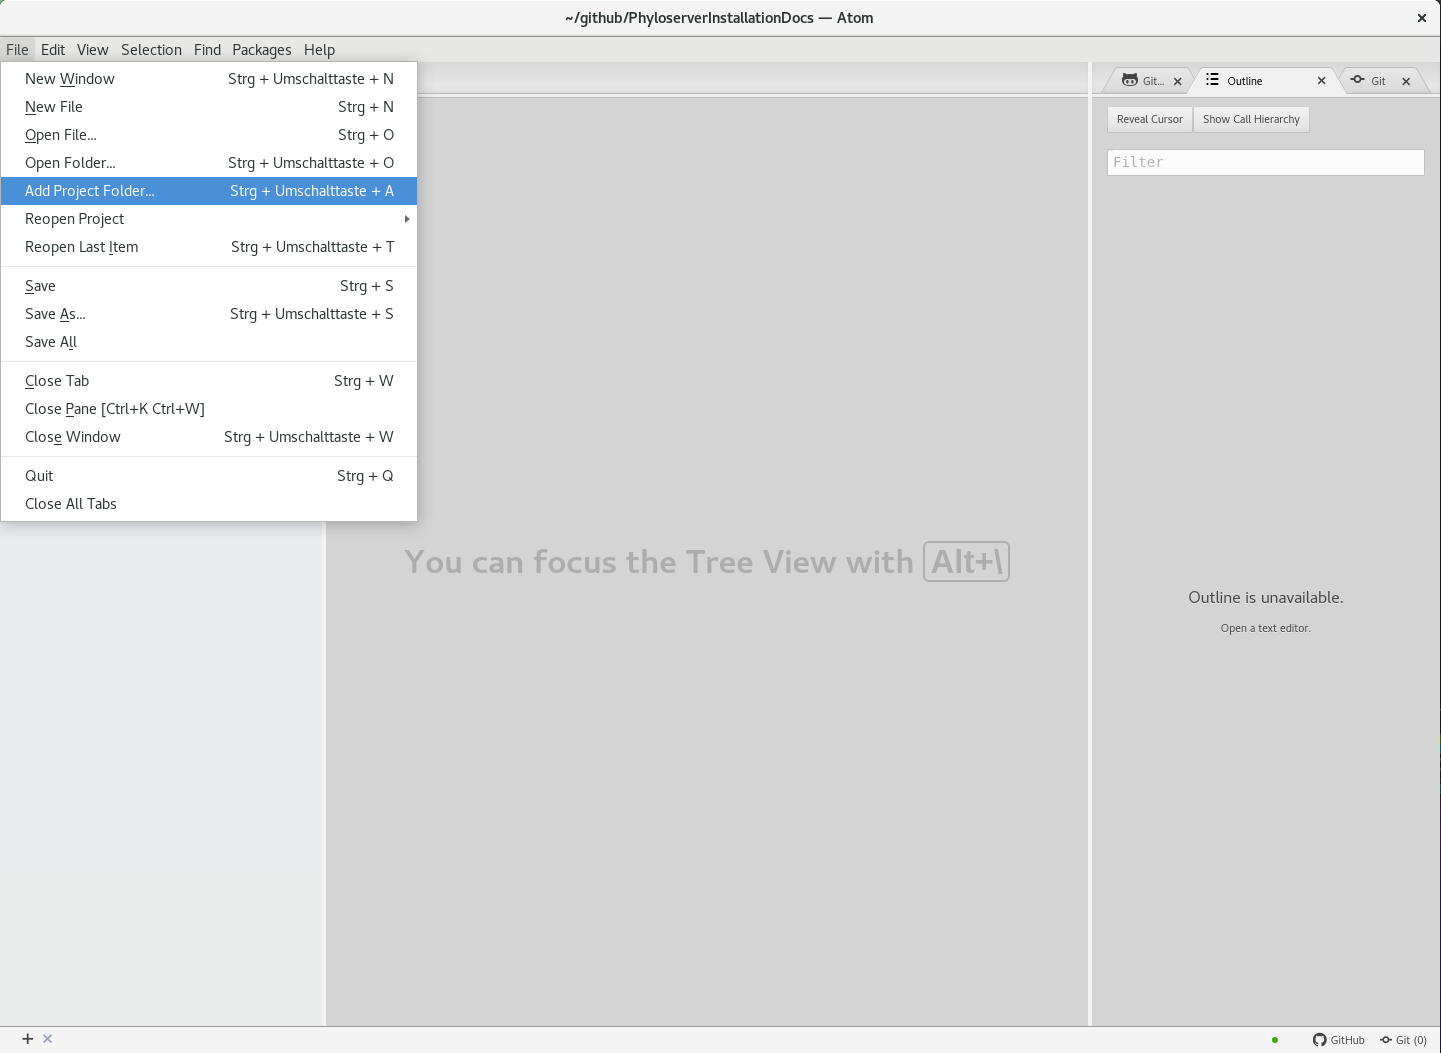 ~/github/PhyloserverInstallationDocs — Atom
File Edit View Selection Find Packages Help
New Window Strg + Umschalttaste + N
New File Strg + N
Open File... Strg + O
Open Folder... Strg + Umschalttaste + O
Add Project Folder... Strg + Umschalttaste + A
Reopen Project
Reopen Last Item Strg + Umschalttaste + T
Save Strg + S
Save As... Strg + Umschalttaste + S
Save All
Close Tab Strg + W
Close Pane [Ctrl+K Ctrl+W]
Close Window Strg + Umschalttaste + W
Quit Strg + Q
Close All Tabs
You can focus the Tree View with Alt+\
Git... Outline Git
Reveal Cursor Show Call Hierarchy
Filter
Outline is unavailable.
Open a text editor.
GitHub Git (0)